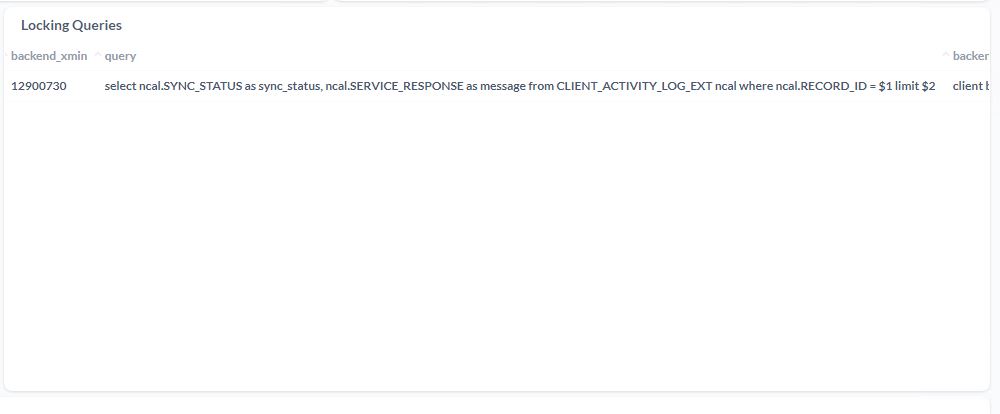 Locking Queries
backend_xmin query backer
12900730 select ncal.SYNC_STATUS as sync_status, ncal.SERVICE_RESPONSE as message from CLIENT_ACTIVITY_LOG_EXT ncal where ncal.RECORD_ID = $1 limit $2 client b